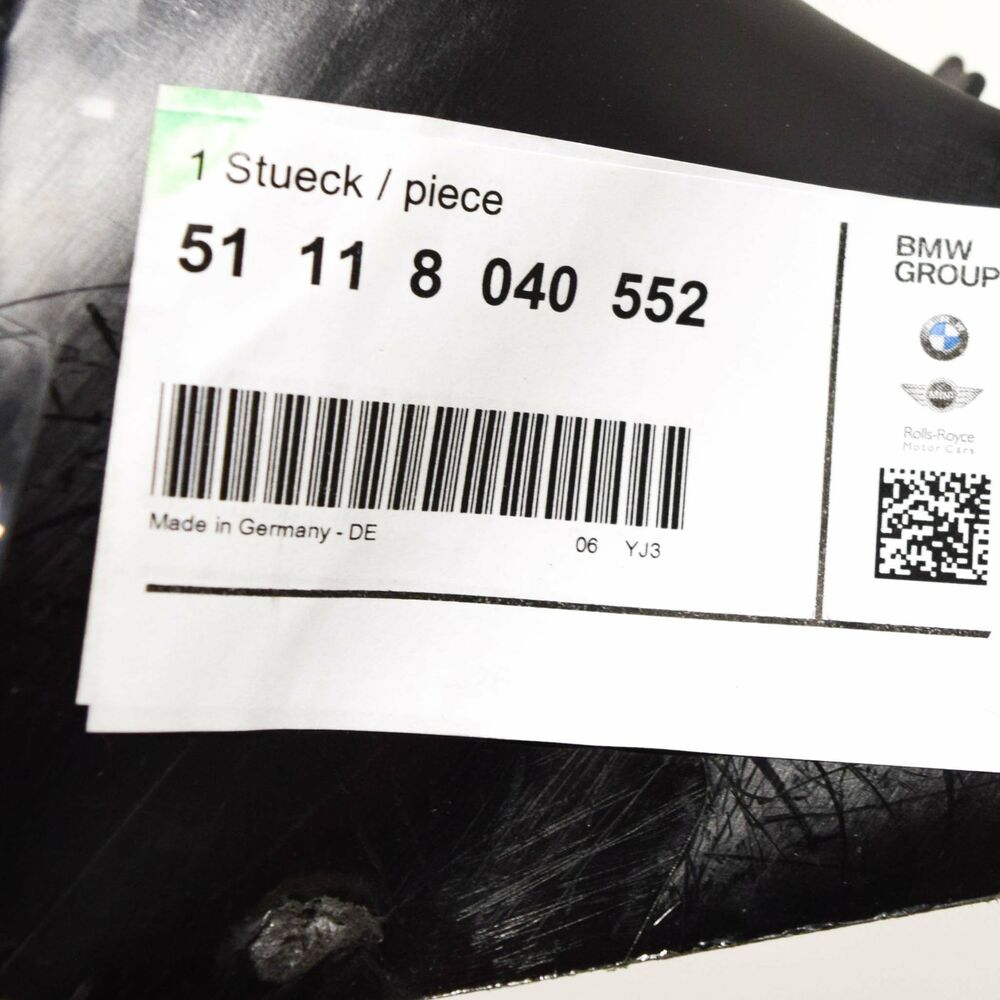 1 Stueck / piece
51 11 8 040 552
Made in Germany - DE
06 YJ3
BMW
GROUP
MINI
Rolls-Royce
Motor Cars